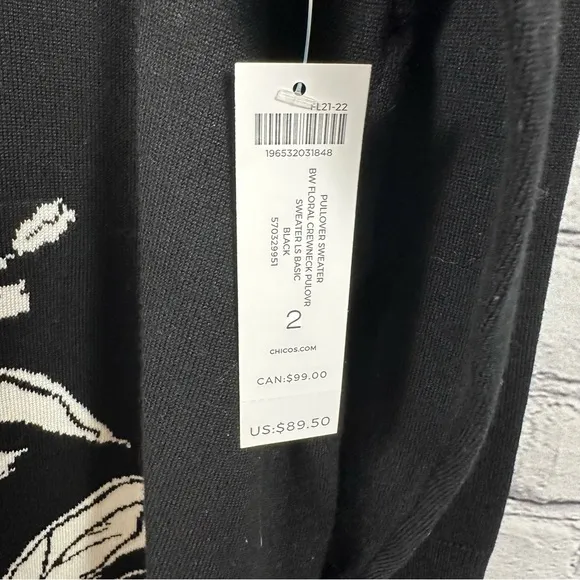 FL21-22
196532031848
PULLOVER SWEATER
BW FLORAL CREWNECK PULOVR
SWEATER LS BASIC
BLACK
570329951
2
CHICOS.COM
CAN:$99.00
US:$89.50